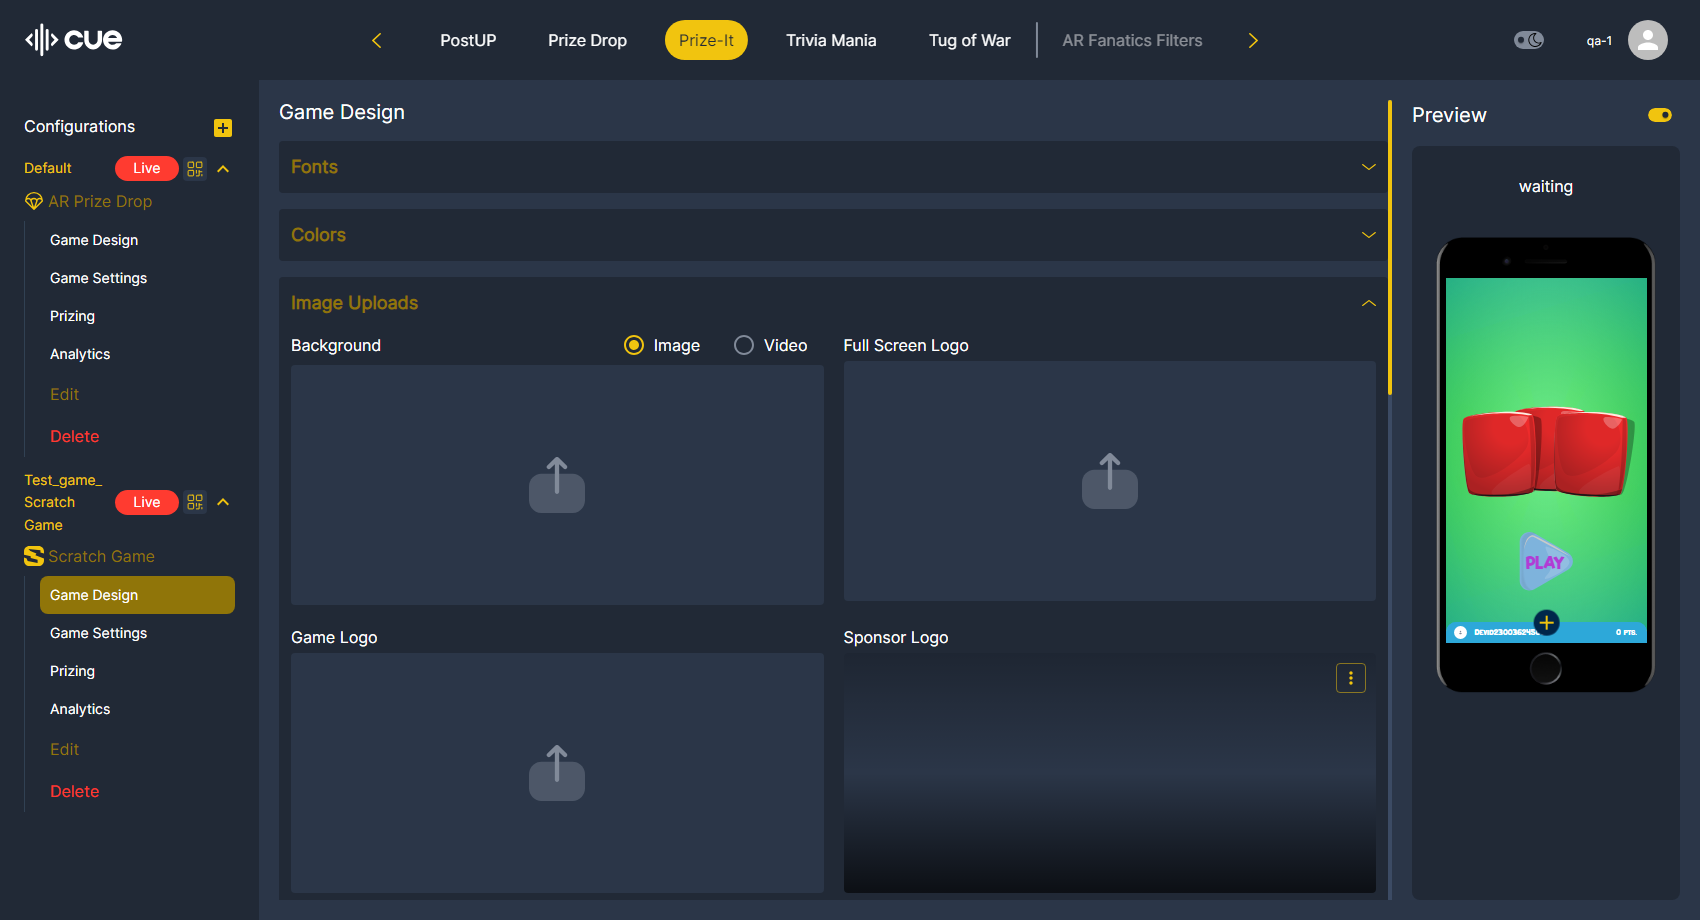 cue
PostUP
Prize Drop
Prize-It
Trivia Mania
Tug of War
AR Fanatics Filters
qa-1
Configurations
Default
Live
AR Prize Drop
Game Design
Game Settings
Prizing
Analytics
Edit
Delete
Test_game_
Scratch
Game
Live
Scratch Game
Game Design
Game Settings
Prizing
Analytics
Edit
Delete
Game Design
Fonts
Colors
Image Uploads
Background
Image
Video
Full Screen Logo
Game Logo
Sponsor Logo
Preview
waiting
PLAY
0 PTS.